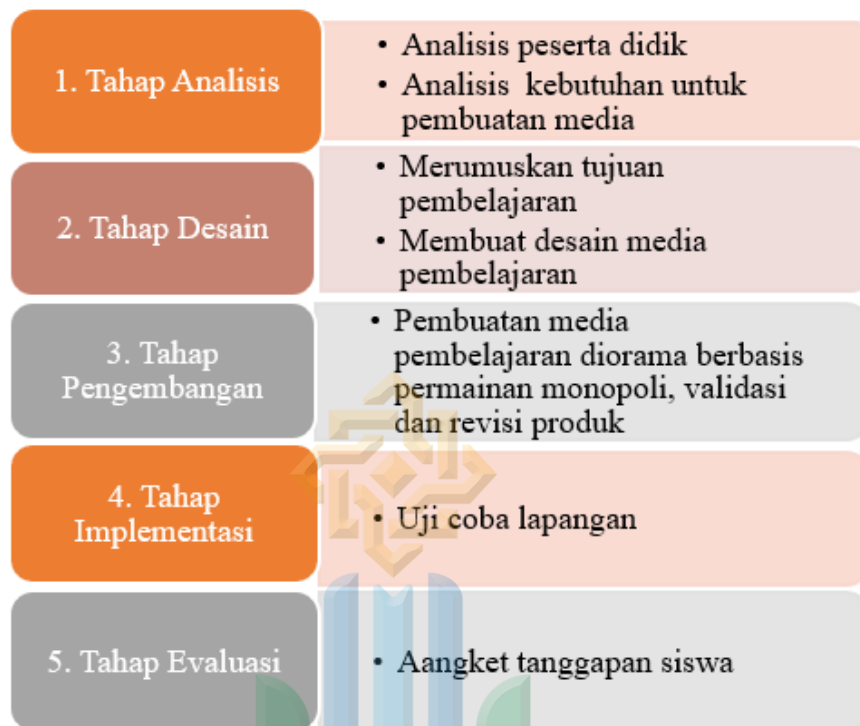 1. Tahap Analisis
• Analisis peserta didik
• Analisis kebutuhan untuk
pembuatan media
2. Tahap Desain
• Merumuskan tujuan
pembelajaran
• Membuat desain media
pembelajaran
3. Tahap
Pengembangan
• Pembuatan media
pembelajaran diorama berbasis
permainan monopoli, validasi
dan revisi produk
4. Tahap
Implementasi
• Uji coba lapangan
5. Tahap Evaluasi
• Aangket tanggapan siswa